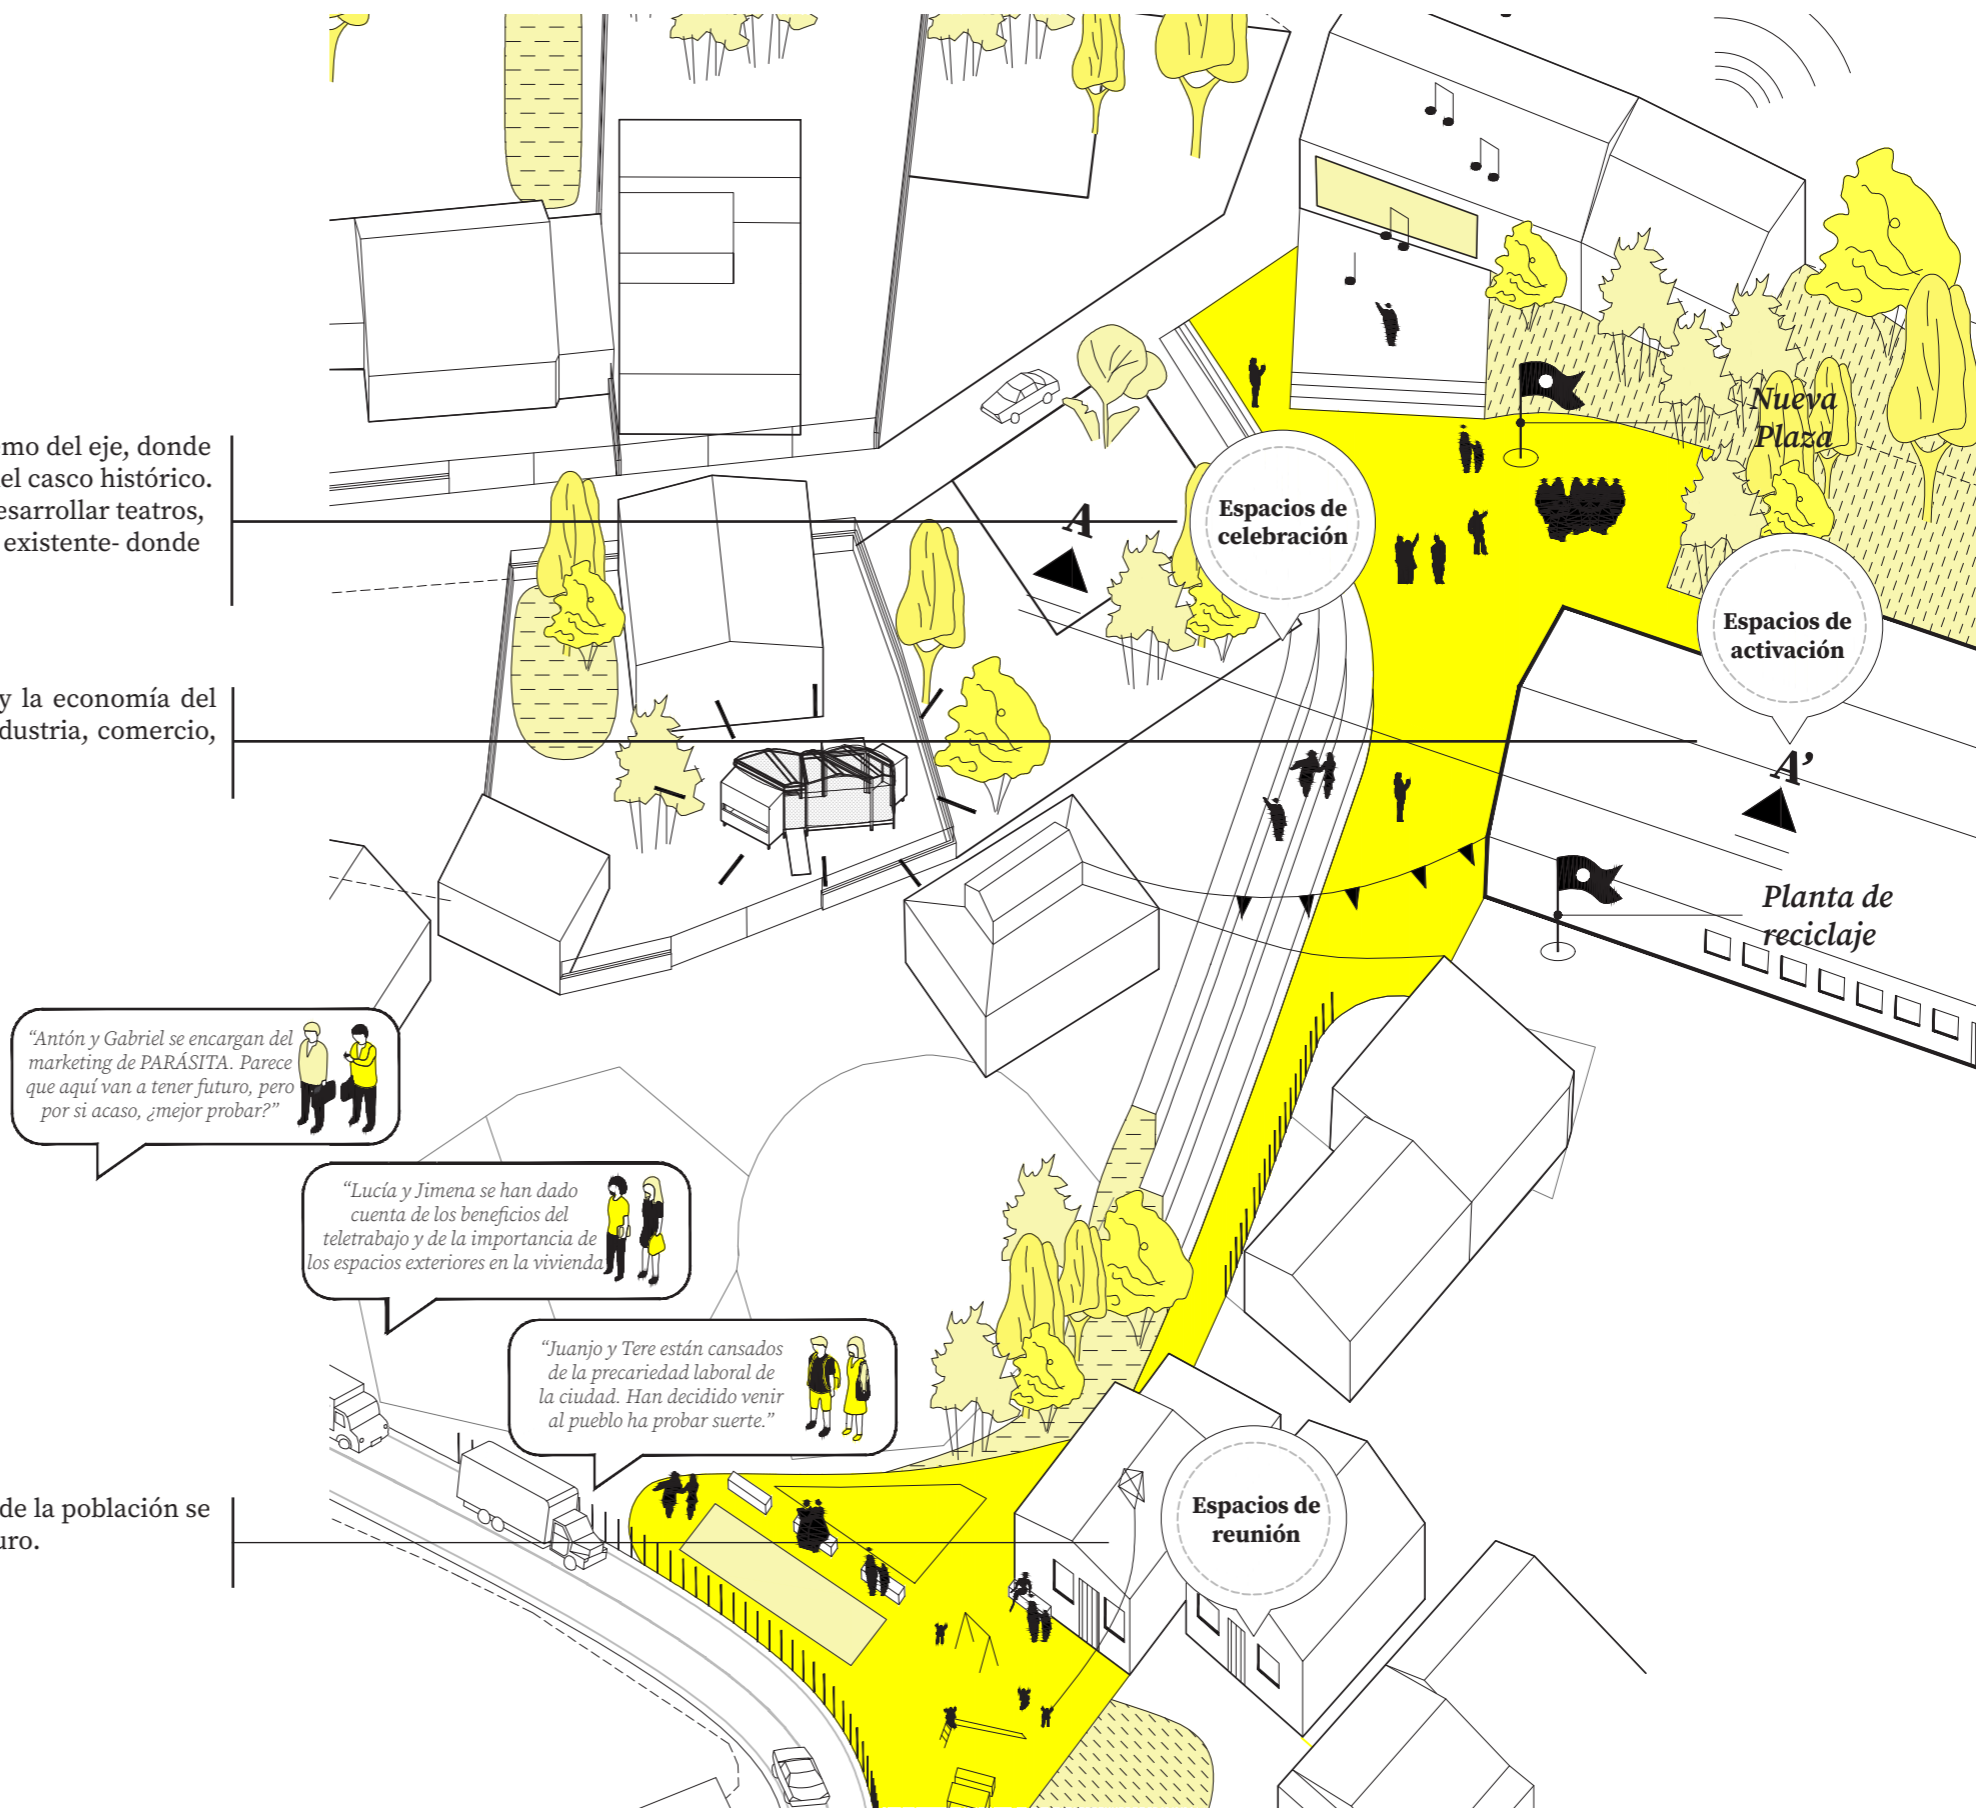 Nueva
Plaza
mo del eje, donde
el casco histórico.
esarrollar teatros,
existente- donde
A
Espacios de
celebración
Espacios de
activación
y la economía del
dustria, comercio,
A’
Planta de
reciclaje
“Antón y Gabriel se encargan del
marketing de PARÁSITA. Parece
que aquí van a tener futuro, pero
por si acaso, ¿mejor probar?”
“Lucía y Jimena se han dado
cuenta de los beneficios del
teletrabajo y de la importancia de
los espacios exteriores en la vivienda
“Juanjo y Tere están cansados
de la precariedad laboral de
la ciudad. Han decidido venir
al pueblo ha probar suerte.”
de la población se
uro.
Espacios de
reunión